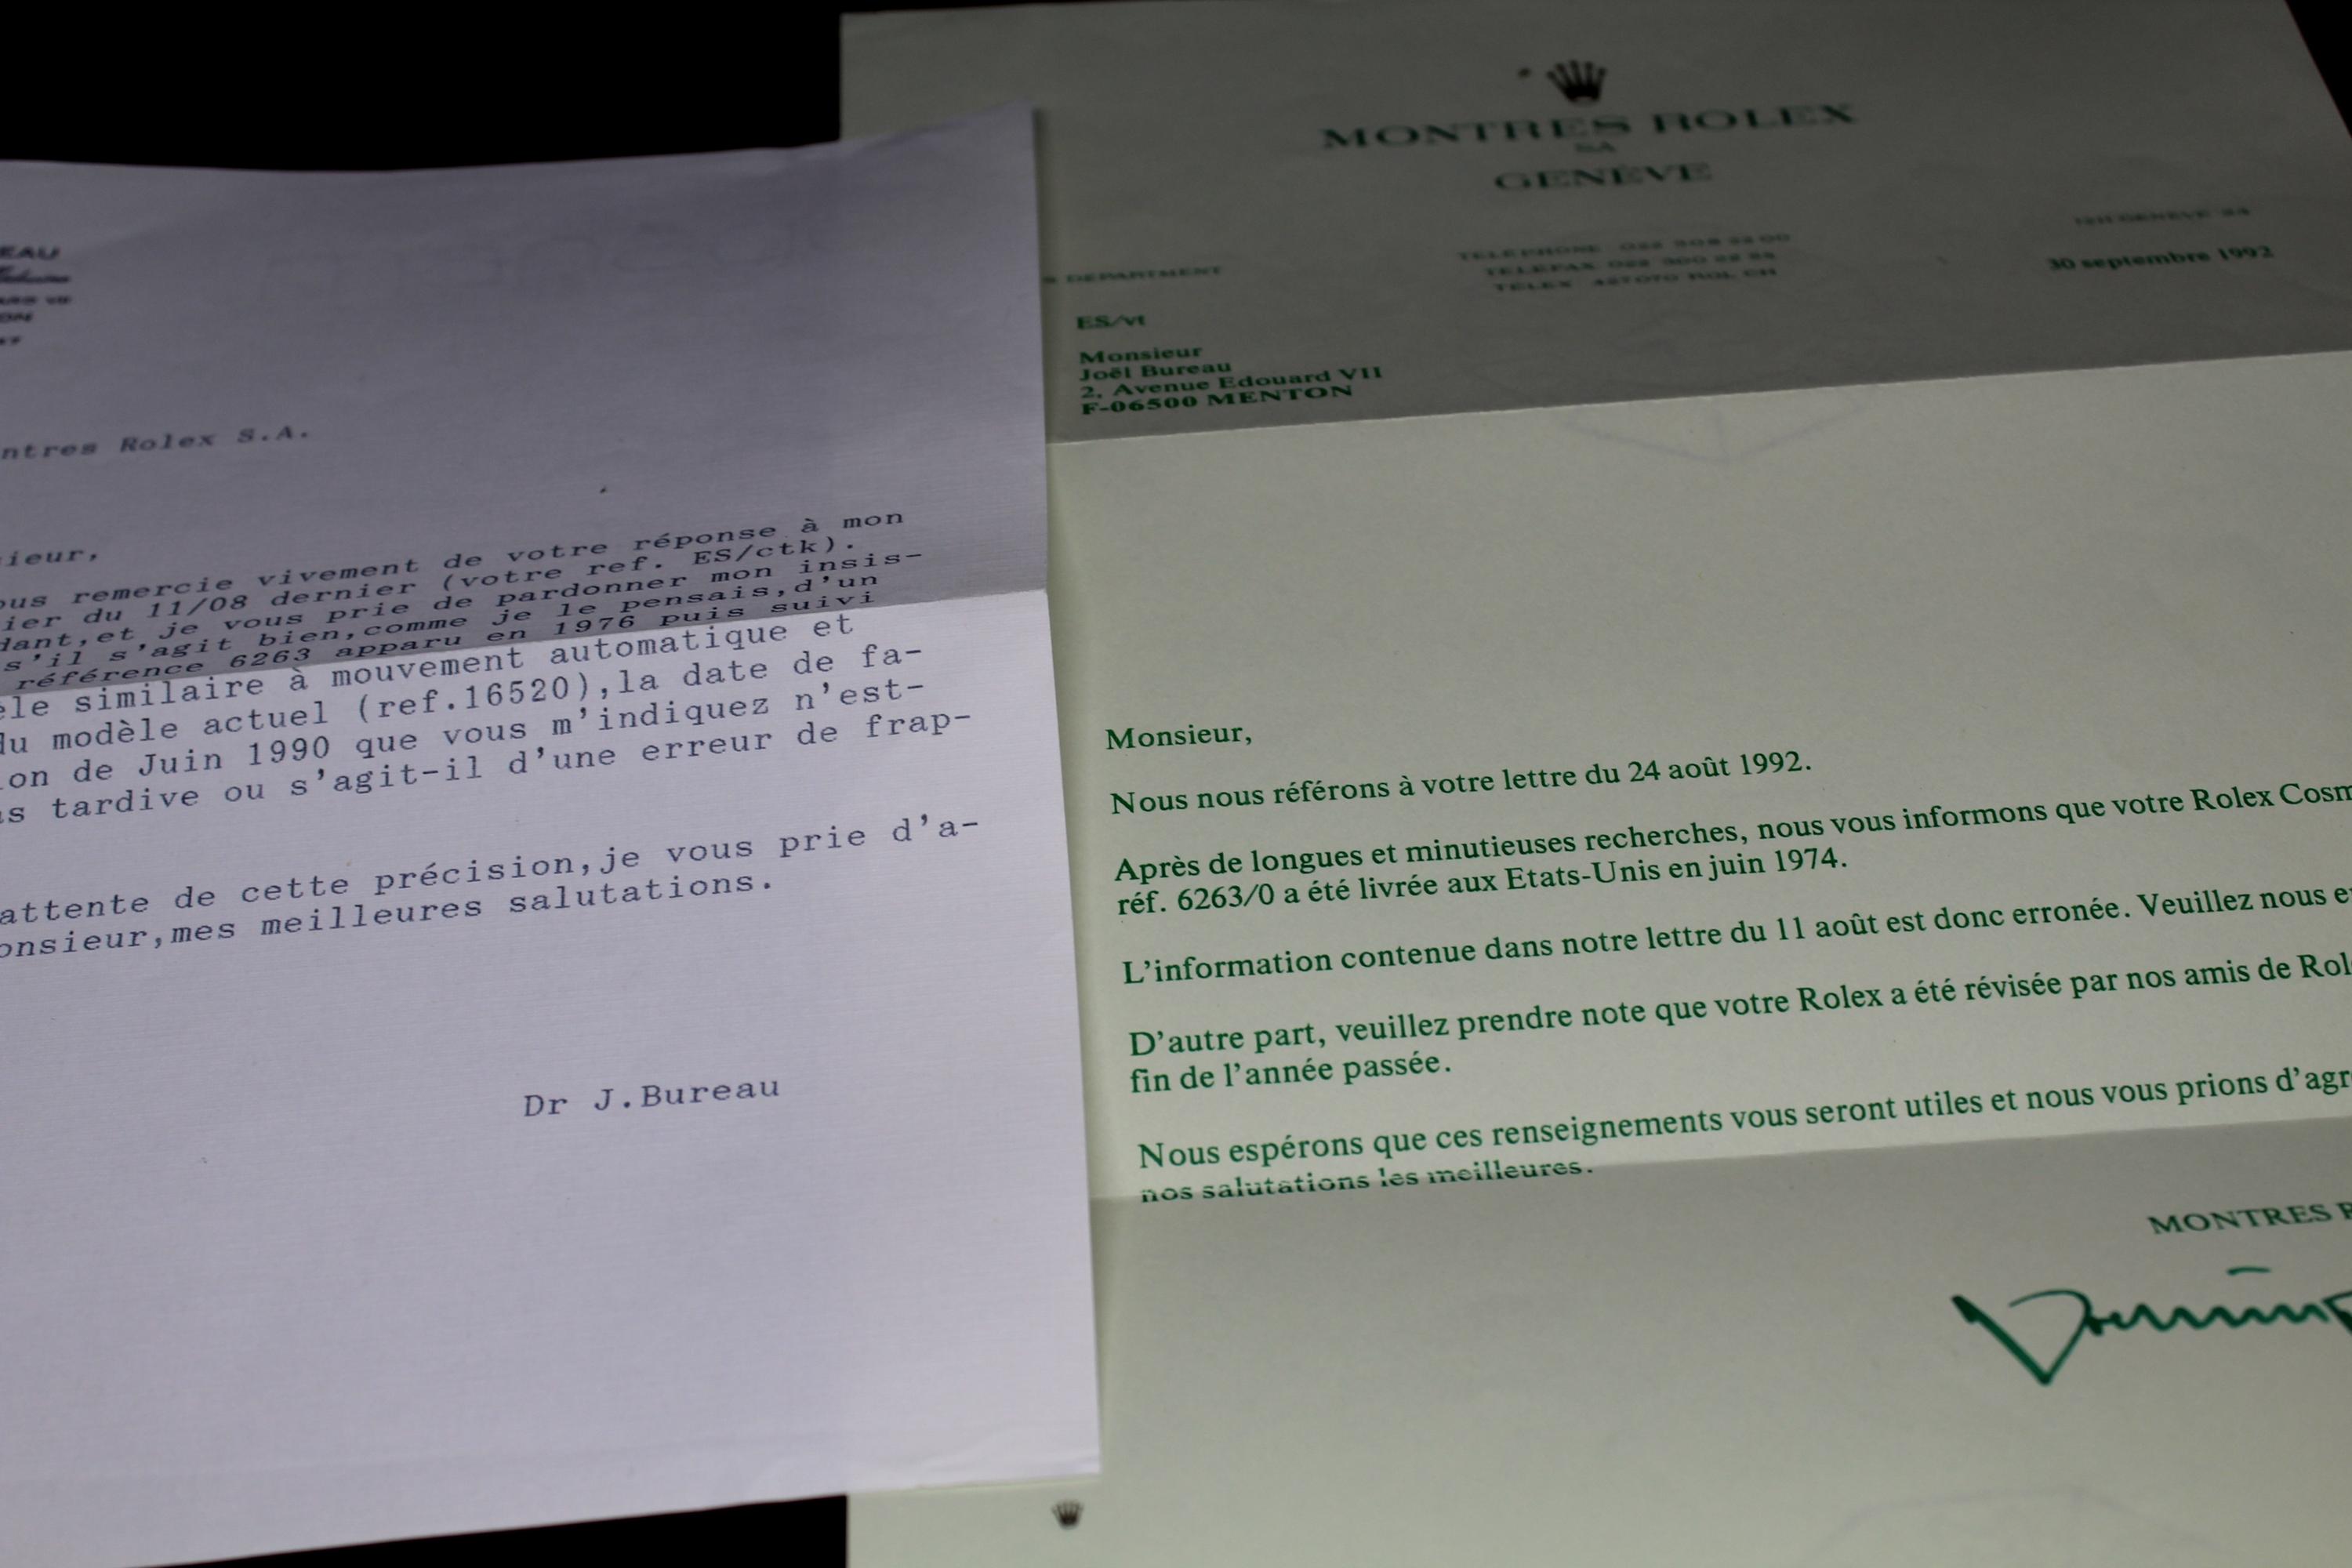 EAU
ntres Rolex S.A.
ieur,
ous remercie vivement de votre réponse à mon
ier du 11/08 dernier (votre ref. ES/ctk).
dant,et je vous prie de pardonner mon insis-
s'il s'agit bien,comme je le pensais,d'un
référence 6263 apparu en 1976 puis suivi
èle similaire à mouvement automatique et
du modèle actuel (ref.16520),la date de fa-
ion de Juin 1990 que vous m'indiquez n'est-
s tardive ou s'agit-il d'une erreur de frap-
attente de cette précision,je vous prie d'a-
onsieur,mes meilleures salutations.
Dr J.Bureau
MONTRES ROLEX
SA
GENÈVE
DEPARTMENT
TELEPHONE
TELEFAX
TELEX
30 septembre 1992
ES/vt
Monsieur
Joël Bureau
2, Avenue Edouard VII
F-06500 MENTON
Monsieur,
Nous nous référons à votre lettre du 24 août 1992.
Après de longues et minutieuses recherches, nous vous informons que votre Rolex Cosm
réf. 6263/0 a été livrée aux Etats-Unis en juin 1974.
L'information contenue dans notre lettre du 11 août est donc erronée. Veuillez nous e
D'autre part, veuillez prendre note que votre Rolex a été révisée par nos amis de Rol
fin de l'année passée.
Nous espérons que ces renseignements vous seront utiles et nous vous prions d'agr
nos salutations les meilleures.
MONTRES R